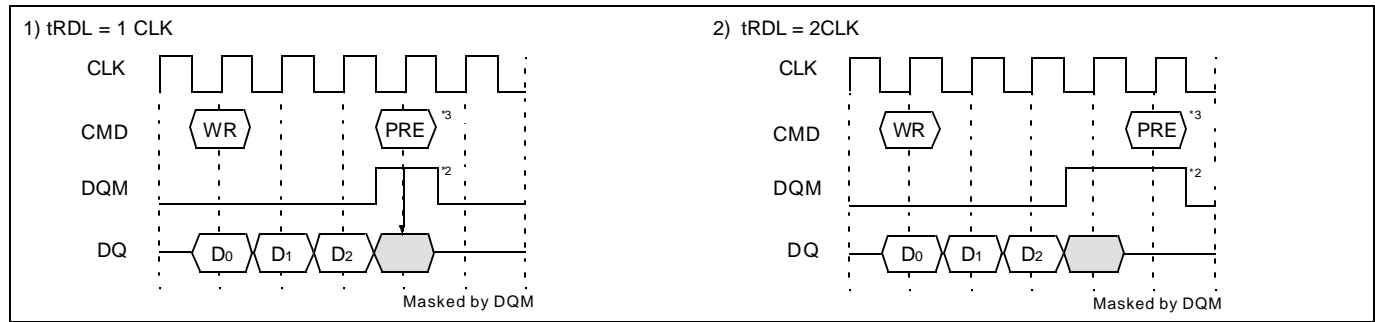 1) tRDL = 1 CLK
CLK
CMD
WR
PRE
*3
DQM
*2
DQ
D0
D1
D2
Masked by DQM
2) tRDL = 2CLK
CLK
CMD
WR
PRE
*3
DQM
*2
DQ
D0
D1
D2
Masked by DQM